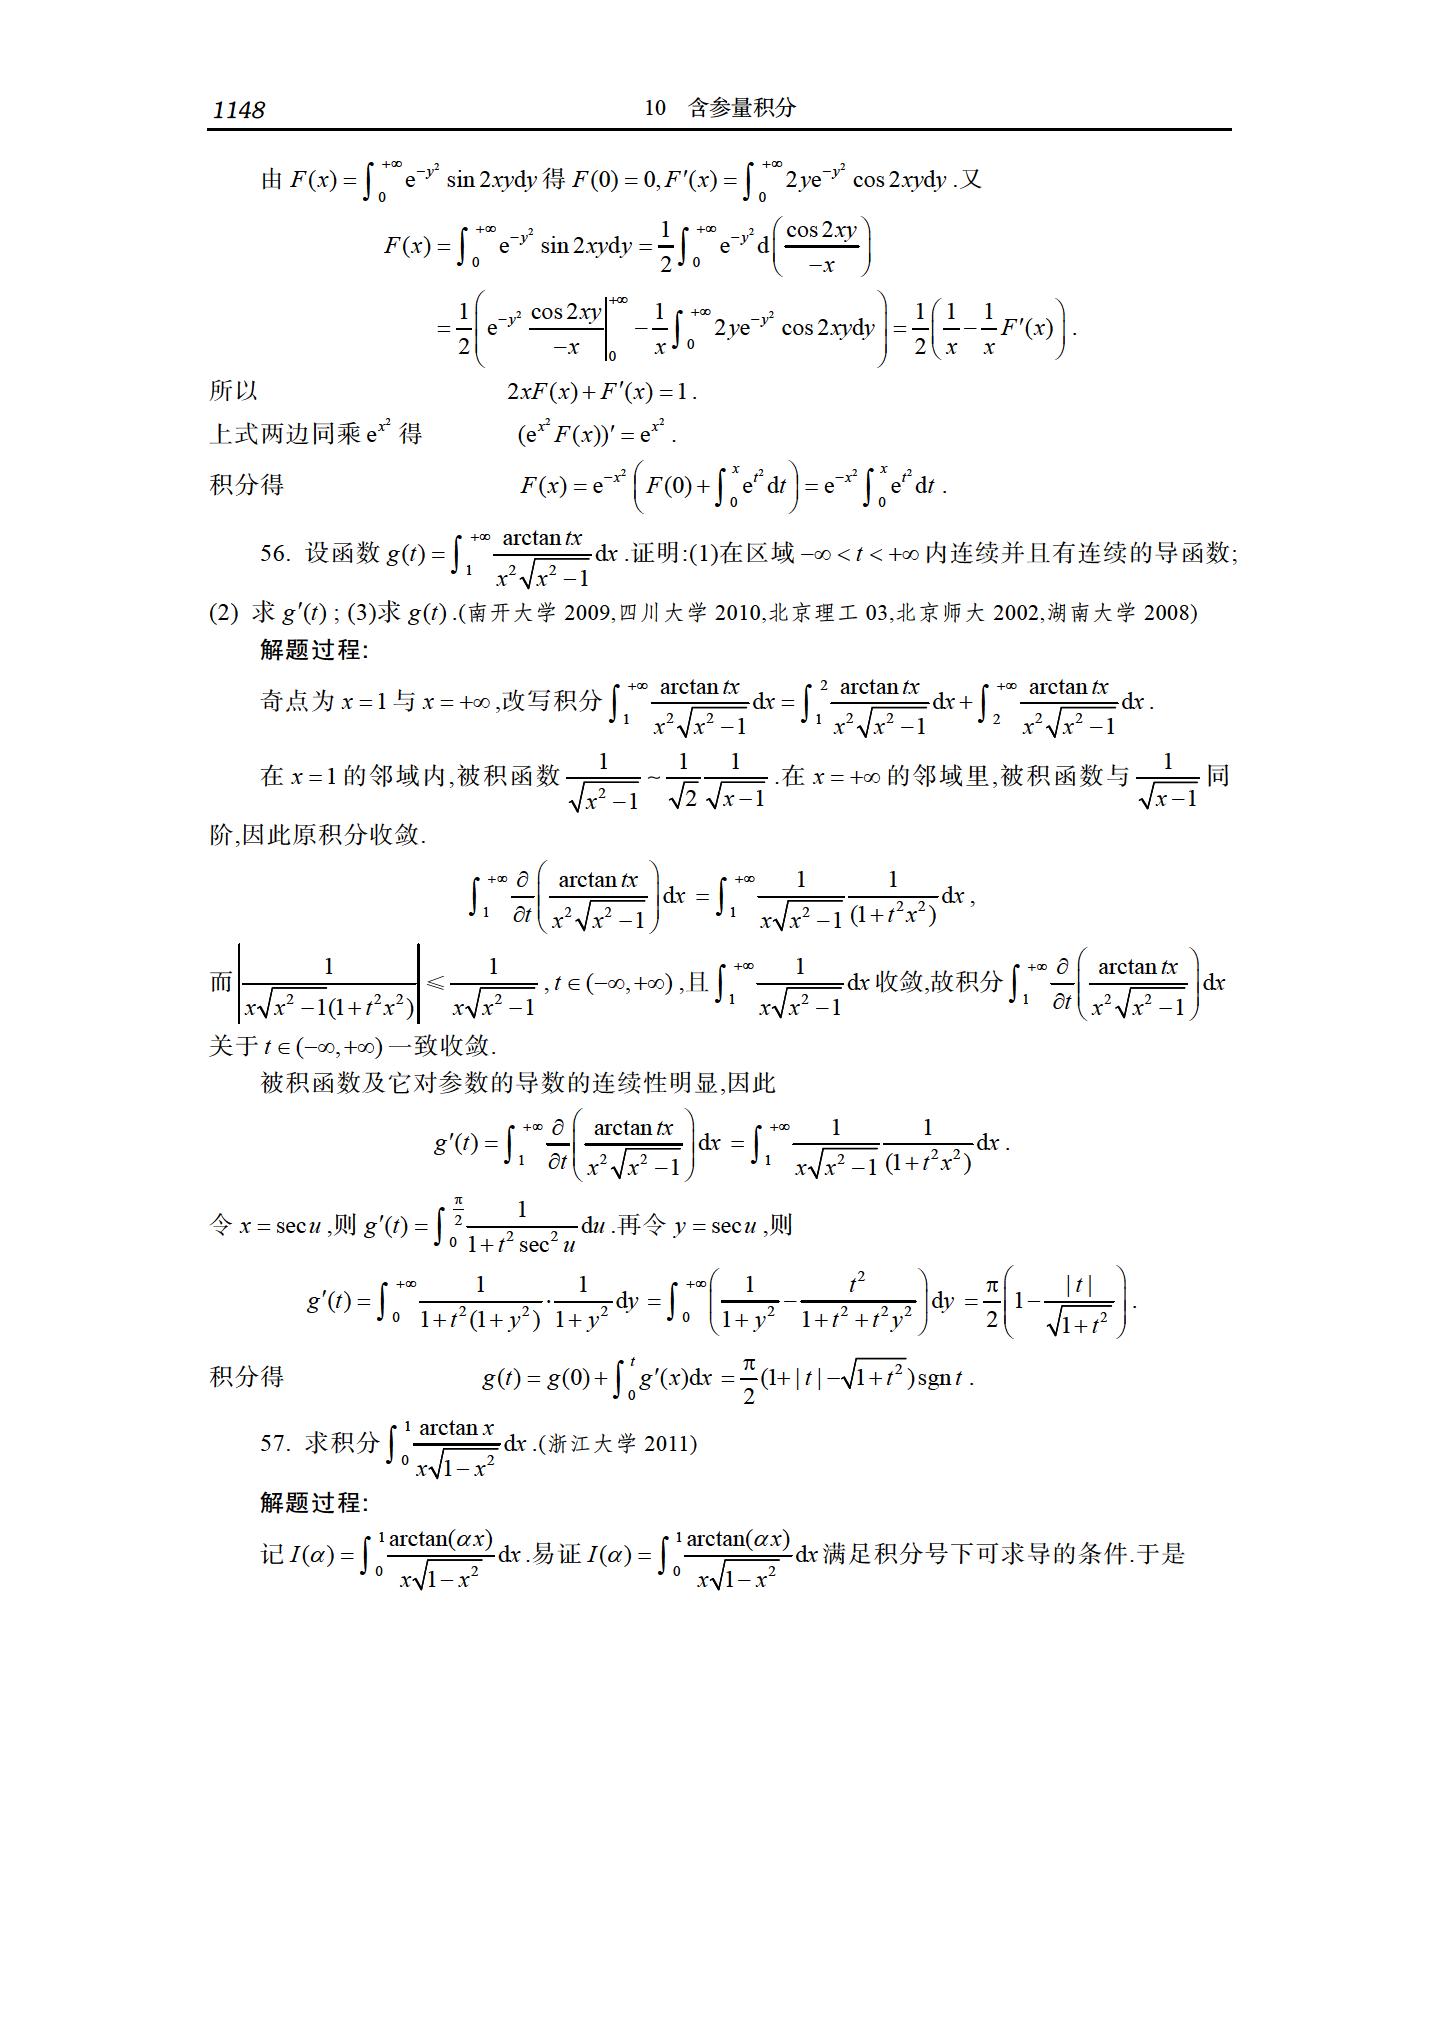 1148 10 含参量积分
由 $F(x)=\int_0^{+\infty} \mathrm{e}^{-y^2}\sin 2xy\mathrm{d}y$ 得 $F(0)=0,F'(x)=\int_0^{+\infty} 2y\mathrm{e}^{-y^2}\cos 2xy\mathrm{d}y$ .又
$F(x)=\int_0^{+\infty} \mathrm{e}^{-y^2}\sin 2xy\mathrm{d}y=\frac{1}{2}\int_0^{+\infty} \mathrm{e}^{-y^2}\mathrm{d}\left(\frac{\cos 2xy}{-x}\right)$
$=\frac{1}{2}\left(\mathrm{e}^{-y^2}\frac{\cos 2xy}{-x}\bigg|_0^{+\infty}-\frac{1}{x}\int_0^{+\infty} 2y\mathrm{e}^{-y^2}\cos 2xy\mathrm{d}y\right)=\frac{1}{2}\left(\frac{1}{x}-\frac{1}{x}F'(x)\right)$ .
所以 $2xF(x)+F'(x)=1$ .
上式两边同乘 $\mathrm{e}^{x^2}$ 得 $(\mathrm{e}^{x^2}F(x))'=\mathrm{e}^{x^2}$ .
积分得 $F(x)=\mathrm{e}^{-x^2}\left(F(0)+\int_0^x \mathrm{e}^{t^2}\mathrm{d}t\right)=\mathrm{e}^{-x^2}\int_0^x \mathrm{e}^{t^2}\mathrm{d}t$ .
56. 设函数 $g(t)=\int_1^{+\infty}\frac{\arctan tx}{x^2\sqrt{x^2-1}}\mathrm{d}x$ .证明:(1)在区域 $-\infty<t<+\infty$ 内连续并且有连续的导函数;
(2) 求 $g'(t)$ ; (3)求 $g(t)$ .(南开大学 2009,四川大学 2010,北京理工 03,北京师大 2002,湖南大学 2008)
解题过程:
奇点为 $x=1$ 与 $x=+\infty$ ,改写积分 $\int_1^{+\infty}\frac{\arctan tx}{x^2\sqrt{x^2-1}}\mathrm{d}x=\int_1^2\frac{\arctan tx}{x^2\sqrt{x^2-1}}\mathrm{d}x+\int_2^{+\infty}\frac{\arctan tx}{x^2\sqrt{x^2-1}}\mathrm{d}x$ .
在 $x=1$ 的邻域内,被积函数 $\frac{1}{\sqrt{x^2-1}}\sim\frac{1}{\sqrt{2}}\frac{1}{\sqrt{x-1}}$ .在 $x=+\infty$ 的邻域里,被积函数与 $\frac{1}{\sqrt{x-1}}$ 同
阶,因此原积分收敛.
$\int_1^{+\infty}\frac{\partial}{\partial t}\left(\frac{\arctan tx}{x^2\sqrt{x^2-1}}\right)\mathrm{d}x=\int_1^{+\infty}\frac{1}{x\sqrt{x^2-1}}\frac{1}{(1+t^2x^2)}\mathrm{d}x$ ,
而 $\left|\frac{1}{x\sqrt{x^2-1}(1+t^2x^2)}\right|\leqslant\frac{1}{x\sqrt{x^2-1}}$ , $t\in(-\infty,+\infty)$ ,且 $\int_1^{+\infty}\frac{1}{x\sqrt{x^2-1}}\mathrm{d}x$ 收敛,故积分 $\int_1^{+\infty}\frac{\partial}{\partial t}\left(\frac{\arctan tx}{x^2\sqrt{x^2-1}}\right)\mathrm{d}x$
关于 $t\in(-\infty,+\infty)$ 一致收敛.
被积函数及它对参数的导数的连续性明显,因此
$g'(t)=\int_1^{+\infty}\frac{\partial}{\partial t}\left(\frac{\arctan tx}{x^2\sqrt{x^2-1}}\right)\mathrm{d}x=\int_1^{+\infty}\frac{1}{x\sqrt{x^2-1}}\frac{1}{(1+t^2x^2)}\mathrm{d}x$ .
令 $x=\sec u$ ,则 $g'(t)=\int_0^{\frac{\pi}{2}}\frac{1}{1+t^2\sec^2 u}\mathrm{d}u$ .再令 $y=\sec u$ ,则
$g'(t)=\int_0^{+\infty}\frac{1}{1+t^2(1+y^2)}\cdot\frac{1}{1+y^2}\mathrm{d}y=\int_0^{+\infty}\left(\frac{1}{1+y^2}-\frac{t^2}{1+t^2+t^2y^2}\right)\mathrm{d}y=\frac{\pi}{2}\left(1-\frac{|t|}{\sqrt{1+t^2}}\right)$ .
积分得 $g(t)=g(0)+\int_0^t g'(x)\mathrm{d}x=\frac{\pi}{2}(1+|t|-\sqrt{1+t^2})\mathrm{sgn}\,t$ .
57. 求积分 $\int_0^1\frac{\arctan x}{x\sqrt{1-x^2}}\mathrm{d}x$ .(浙江大学 2011)
解题过程:
记 $I(\alpha)=\int_0^1\frac{\arctan(\alpha x)}{x\sqrt{1-x^2}}\mathrm{d}x$ .易证 $I(\alpha)=\int_0^1\frac{\arctan(\alpha x)}{x\sqrt{1-x^2}}\mathrm{d}x$ 满足积分号下可求导的条件.于是